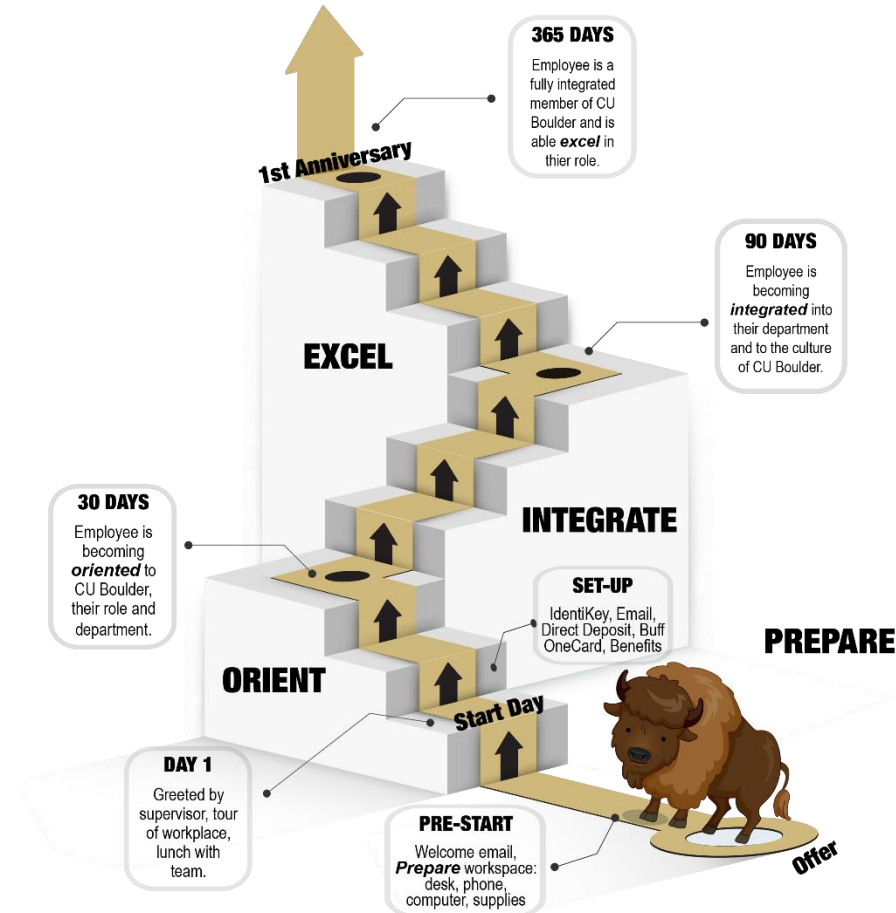 365 DAYS
Employee is a
fully integrated
member of CU
Boulder and is
able excel in
thier role.
1st Anniversary
90 DAYS
Employee is
becoming
integrated into
their department
and to the culture
of CU Boulder.
EXCEL
30 DAYS
Employee is
becoming
oriented to
CU Boulder,
their role and
department.
INTEGRATE
SET-UP
IdentiKey, Email,
Direct Deposit, Buff
OneCard, Benefits
PREPARE
ORIENT
Start Day
DAY 1
Greeted by
supervisor, tour
of workplace,
lunch with
team.
PRE-START
Welcome email,
Prepare workspace:
desk, phone,
computer, supplies
Offer